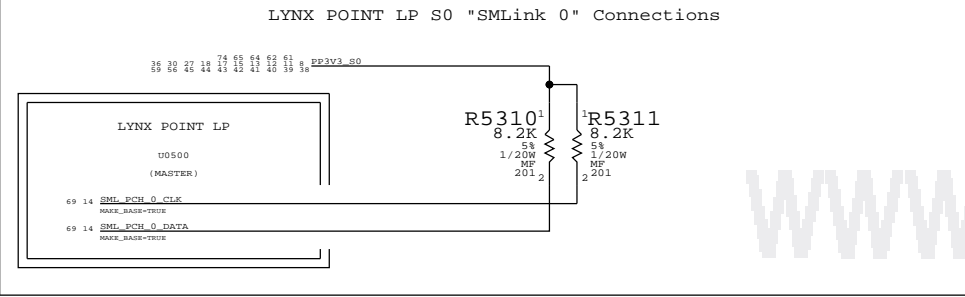 LYNX POINT LP S0 "SMLink 0" Connections
74 65 64 62 61
36 30 27 18 17 15 13 12 11 8 PP3V3_S0
59 56 45 44 43 42 41 40 39 38
R5310 1
8.2K
5%
1/20W
MF
201 2
1 R5311
8.2K
5%
1/20W
MF
2 201
LYNX POINT LP
U0500
(MASTER)
69 14 SML_PCH_0_CLK
MAKE_BASE=TRUE
69 14 SML_PCH_0_DATA
MAKE_BASE=TRUE
www